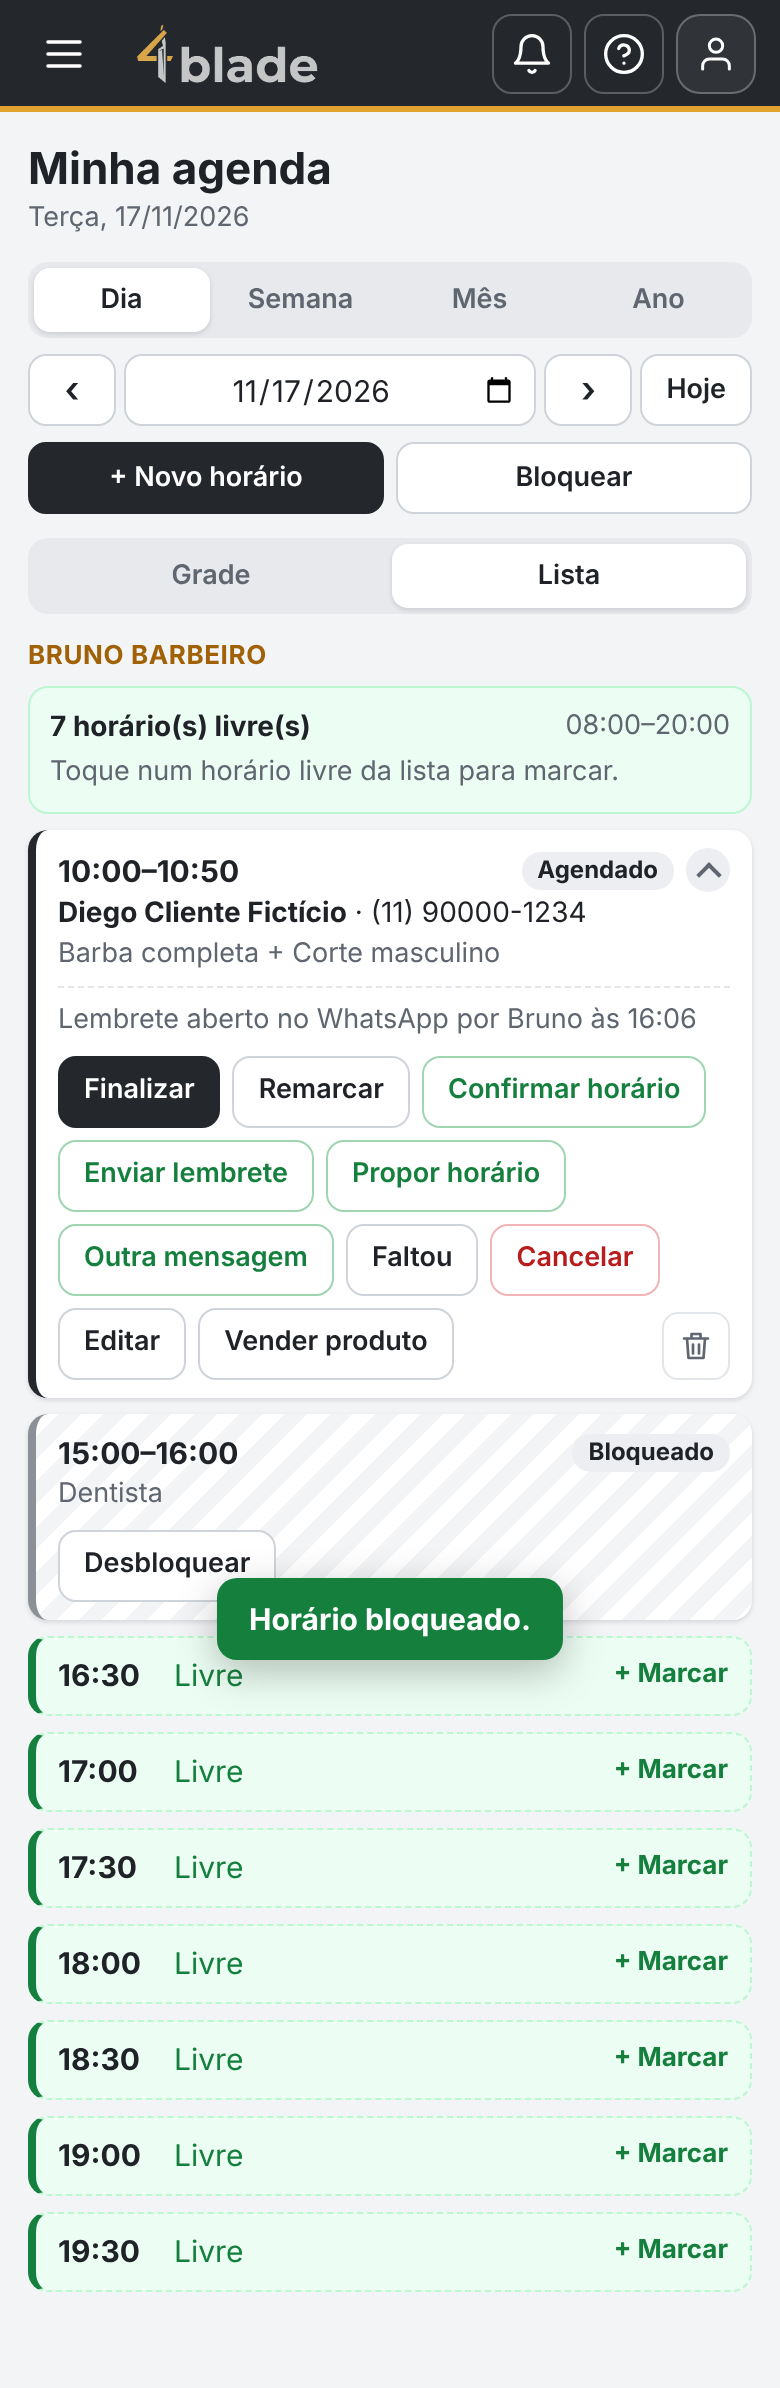 4blade
Minha agenda
Terça, 17/11/2026
Dia Semana Mês Ano
‹ 11/17/2026 › Hoje
+ Novo horário Bloquear
Grade Lista
BRUNO BARBEIRO
7 horário(s) livre(s) 08:00–20:00
Toque num horário livre da lista para marcar.
10:00–10:50 Agendado
Diego Cliente Fictício · (11) 90000-1234
Barba completa + Corte masculino
Lembrete aberto no WhatsApp por Bruno às 16:06
Finalizar Remarcar Confirmar horário
Enviar lembrete Propor horário
Outra mensagem Faltou Cancelar
Editar Vender produto
15:00–16:00 Bloqueado
Dentista
Desbloquear
Horário bloqueado.
16:30 Livre + Marcar
17:00 Livre + Marcar
17:30 Livre + Marcar
18:00 Livre + Marcar
18:30 Livre + Marcar
19:00 Livre + Marcar
19:30 Livre + Marcar